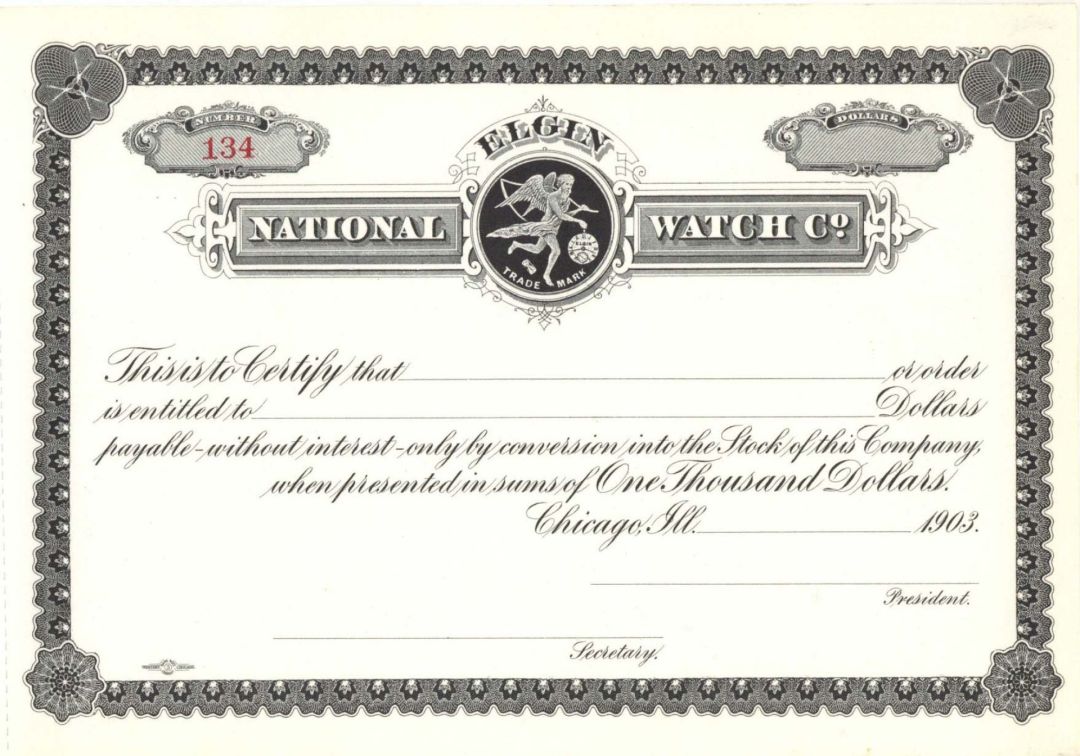 NUMBER
134
DOLLARS
ELGIN
NATIONAL WATCH Cº
ELGIN
TRADE MARK
This is to Certify that or order
is entitled to Dollars
payable-without interest-only by conversion into the Stock of this Company,
when presented in sums of One Thousand Dollars.
Chicago, Ill. 1903.
President.
Secretary.